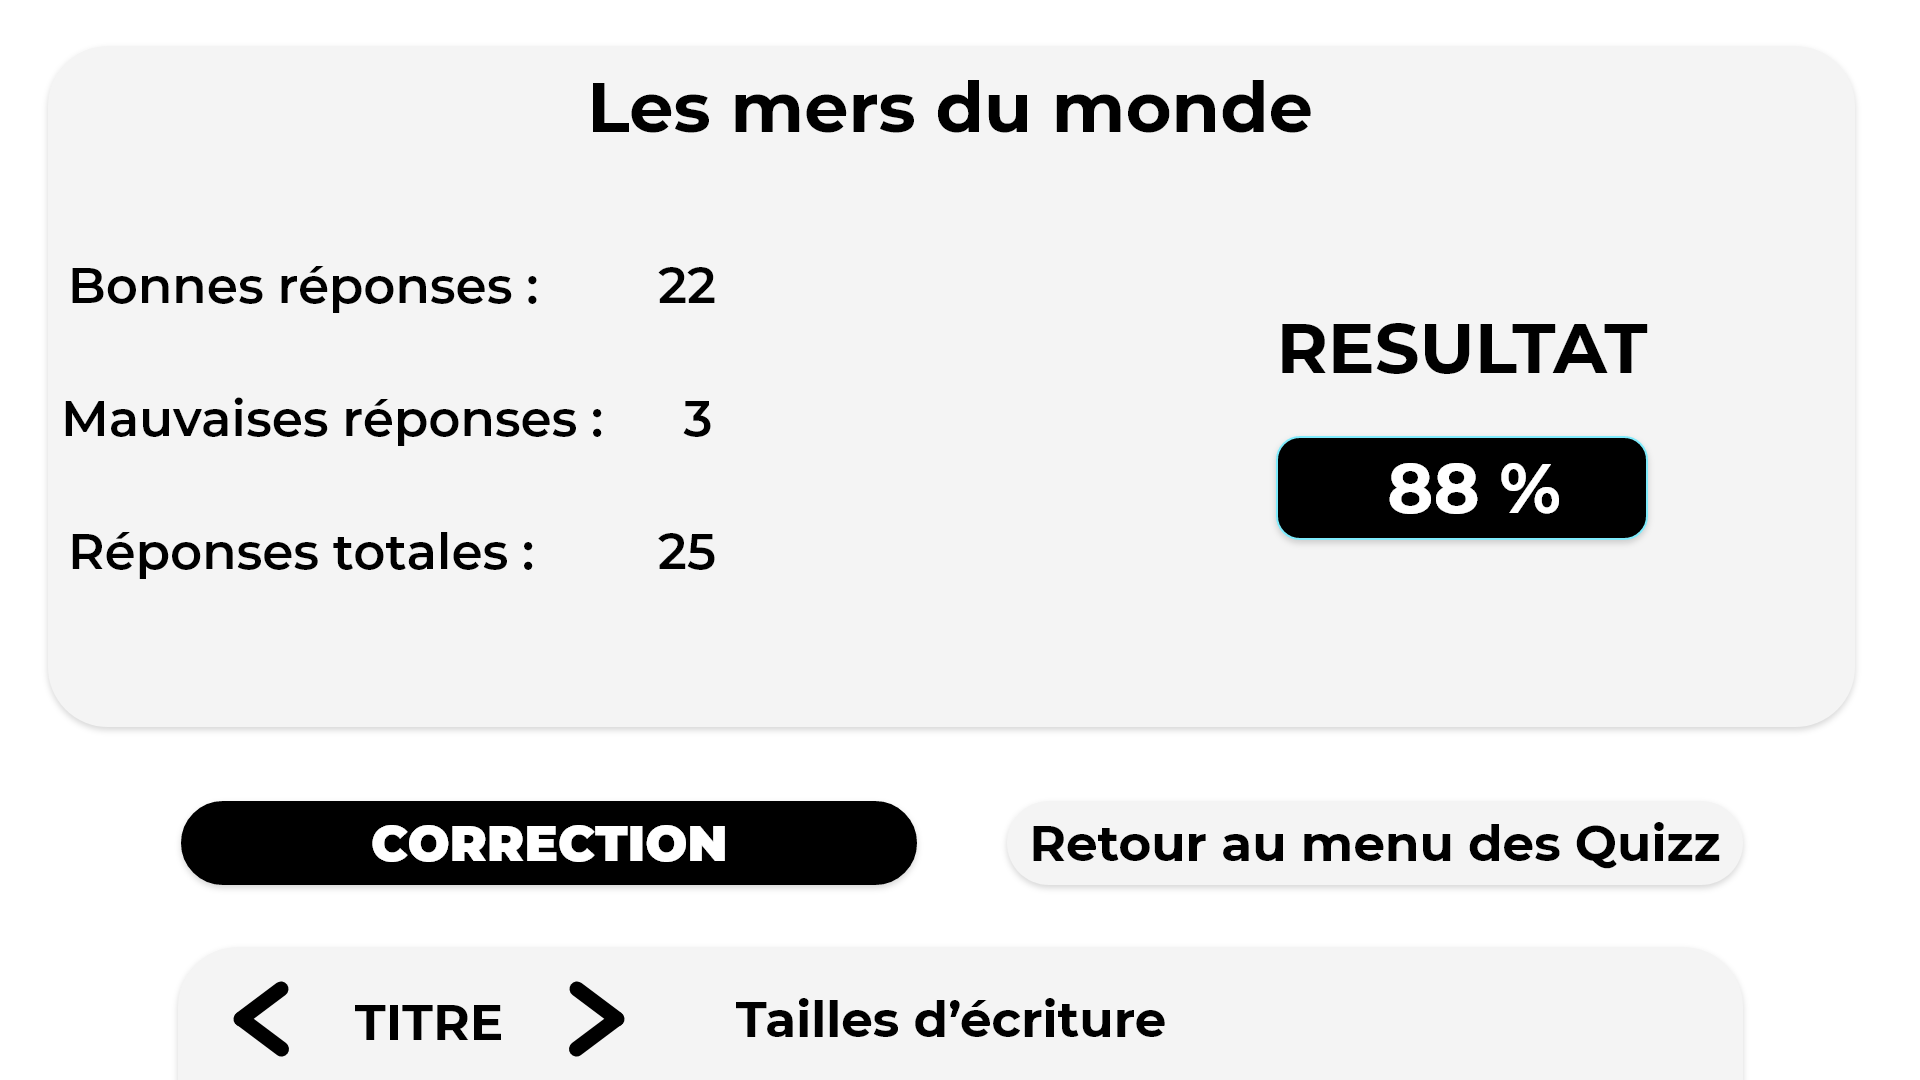 Les mers du monde
Bonnes réponses : 22
Mauvaises réponses : 3
Réponses totales : 25
RESULTAT
88 %
CORRECTION
Retour au menu des Quizz
TITRE
Tailles d’écriture